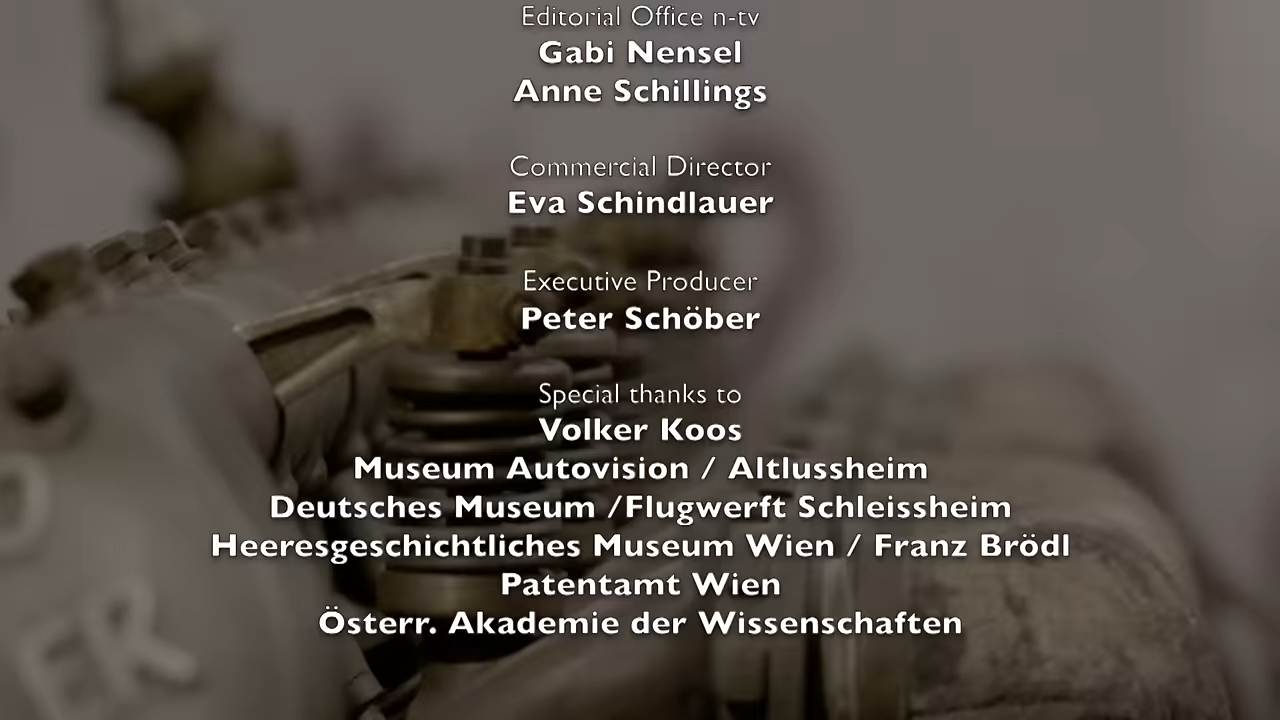 Editorial Office n-tv
Gabi Nensel
Anne Schillings
Commercial Director
Eva Schindlauer
Executive Producer
Peter Schöber
Special thanks to
Volker Koos
Museum Autovision / Altlussheim
Deutsches Museum /Flugwerft Schleissheim
Heeresgeschichtliches Museum Wien / Franz Brödl
Patentamt Wien
Österr. Akademie der Wissenschaften
ER